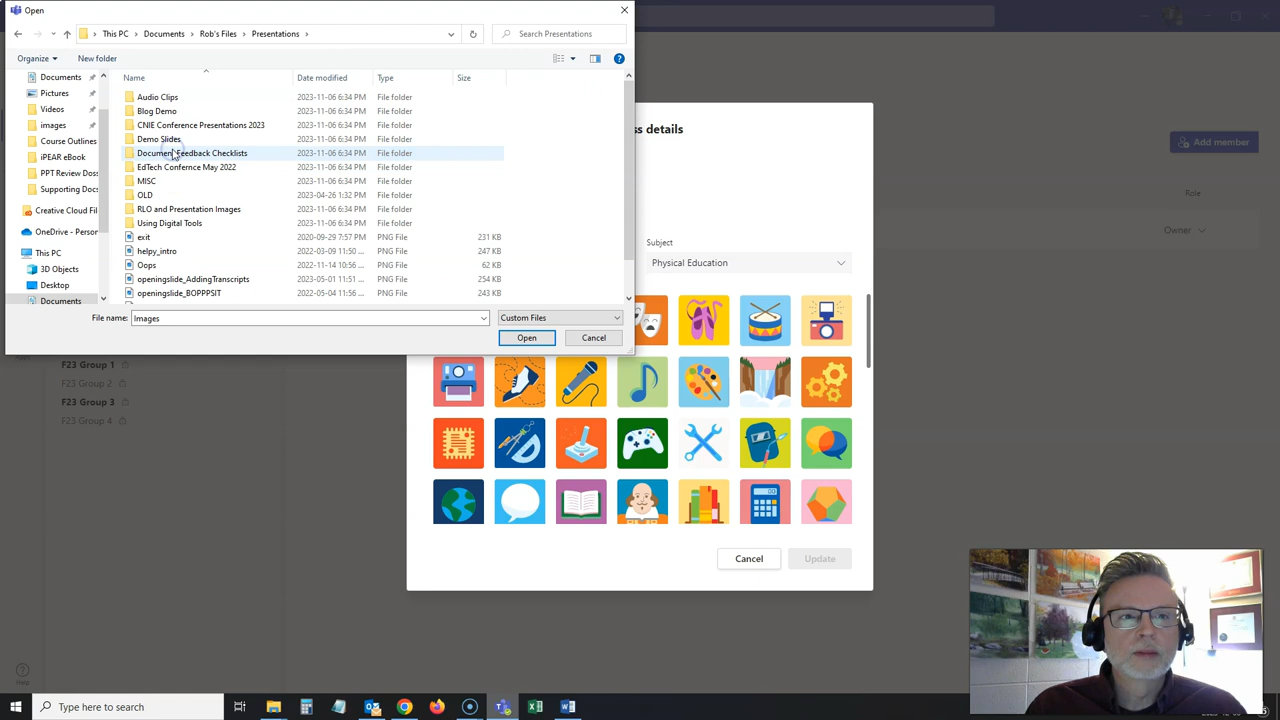 Open
This PC > Documents > Rob's Files > Presentations >
Search Presentations
Organize
New folder
Name
Date modified
Type
Size
Documents
Pictures
Videos
images
Course Outlines
iPEAR eBook
PPT Review Doss
Supporting Docs
Creative Cloud Fil
OneDrive - Person
This PC
3D Objects
Desktop
Documents
Audio Clips 2023-11-06 6:34 PM File folder
Blog Demo 2023-11-06 6:34 PM File folder
CNIE Conference Presentations 2023 2023-11-06 6:34 PM File folder
Demo Slides 2023-11-06 6:34 PM File folder
Document Feedback Checklists 2023-11-06 6:34 PM File folder
EdTech Confernce May 2022 2023-11-06 6:34 PM File folder
MISC 2023-11-06 6:34 PM File folder
OLD 2023-04-26 1:32 PM File folder
RLO and Presentation Images 2023-11-06 6:34 PM File folder
Using Digital Tools 2023-11-06 6:34 PM File folder
exit 2020-09-29 7:57 PM PNG File 231 KB
helpy_intro 2022-03-09 11:50 ... PNG File 247 KB
Oops 2022-11-14 10:56 ... PNG File 62 KB
openingslide_AddingTranscripts 2023-05-01 11:51 ... PNG File 254 KB
openingslide_BOPPPSIT 2022-05-04 11:56 ... PNG File 243 KB
File name: Images
Custom Files
Open
Cancel
ss details
Add member
Role
Owner
Subject
Physical Education
F23 Group 1
F23 Group 2
F23 Group 3
F23 Group 4
Cancel
Update
Help
Type here to search